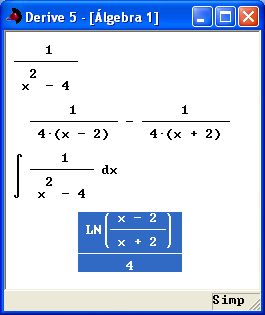 Derive 5 - [Álgebra 1]
1
x² - 4
1 1
4·(x - 2) - 4·(x + 2)
∫ 1 dx
x² - 4
LN(x - 2
x + 2)
4
Simp